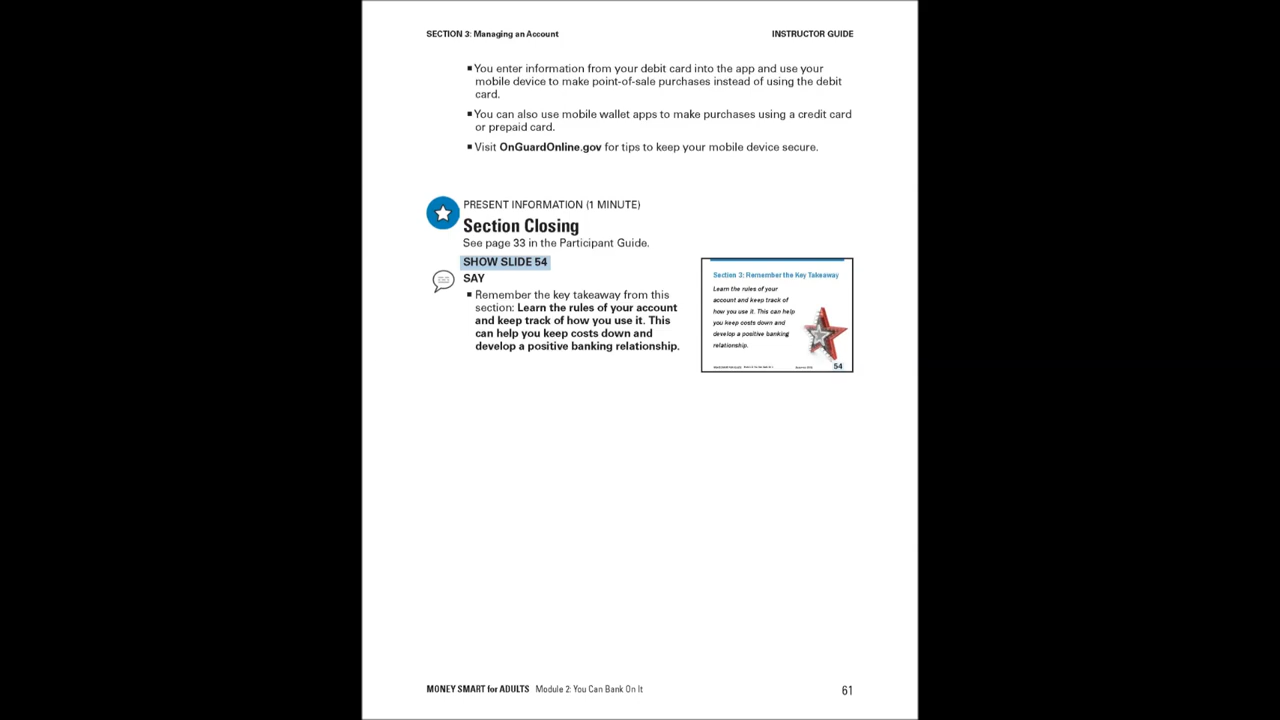 SECTION 3: Managing an Account
INSTRUCTOR GUIDE
■ You enter information from your debit card into the app and use your
mobile device to make point-of-sale purchases instead of using the debit
card.
■ You can also use mobile wallet apps to make purchases using a credit card
or prepaid card.
■ Visit OnGuardOnline.gov for tips to keep your mobile device secure.
PRESENT INFORMATION (1 MINUTE)
Section Closing
See page 33 in the Participant Guide.
SHOW SLIDE 54
SAY
■ Remember the key takeaway from this
section: Learn the rules of your account
and keep track of how you use it. This
can help you keep costs down and
develop a positive banking relationship.
Section 3: Remember the Key Takeaway
Learn the rules of your
account and keep track of
how you use it. This can help
you keep costs down and
develop a positive banking
relationship.
54
MONEY SMART for ADULTS Module 2: You Can Bank On It
61